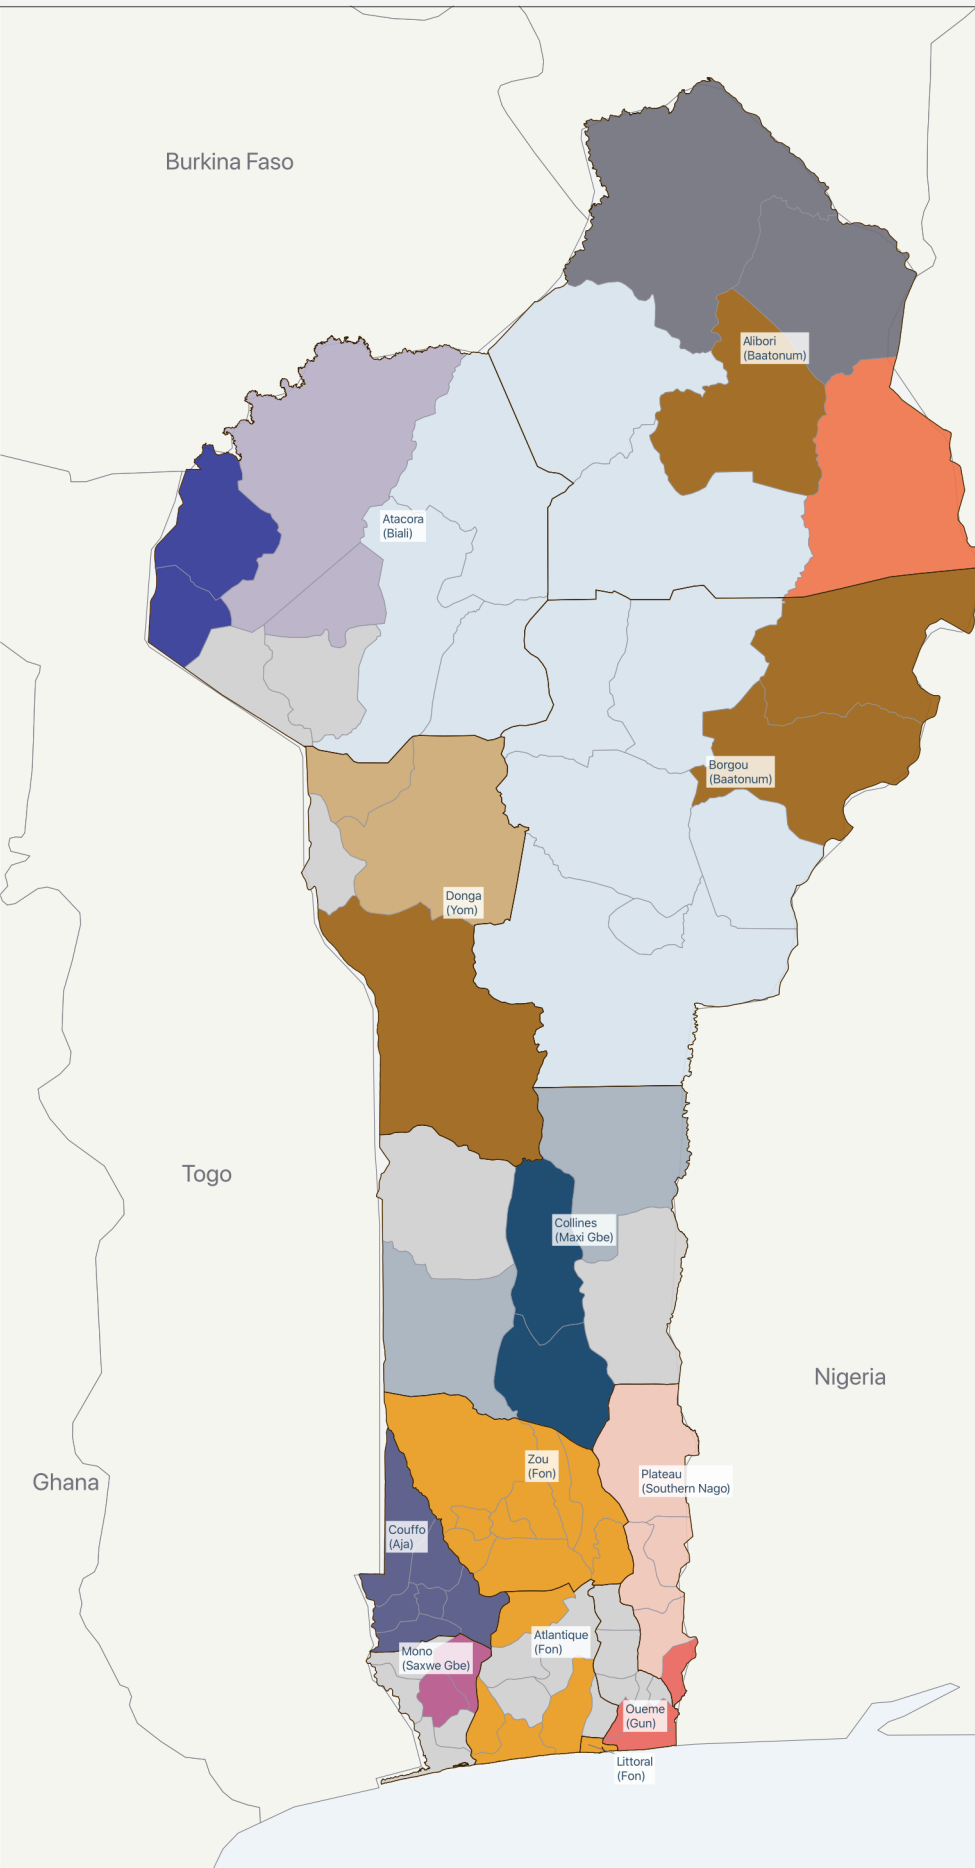 Burkina Faso
Alibori
(Baatonum)
Atacora
(Biali)
Borgou
(Baatonum)
Donga
(Yom)
Togo
Collines
(Maxi Gbe)
Nigeria
Zou
(Fon)
Plateau
(Southern Nago)
Ghana
Couffo
(Aja)
Atlantique
(Fon)
Mono
(Saxwe Gbe)
Oueme
(Gun)
Littoral
(Fon)